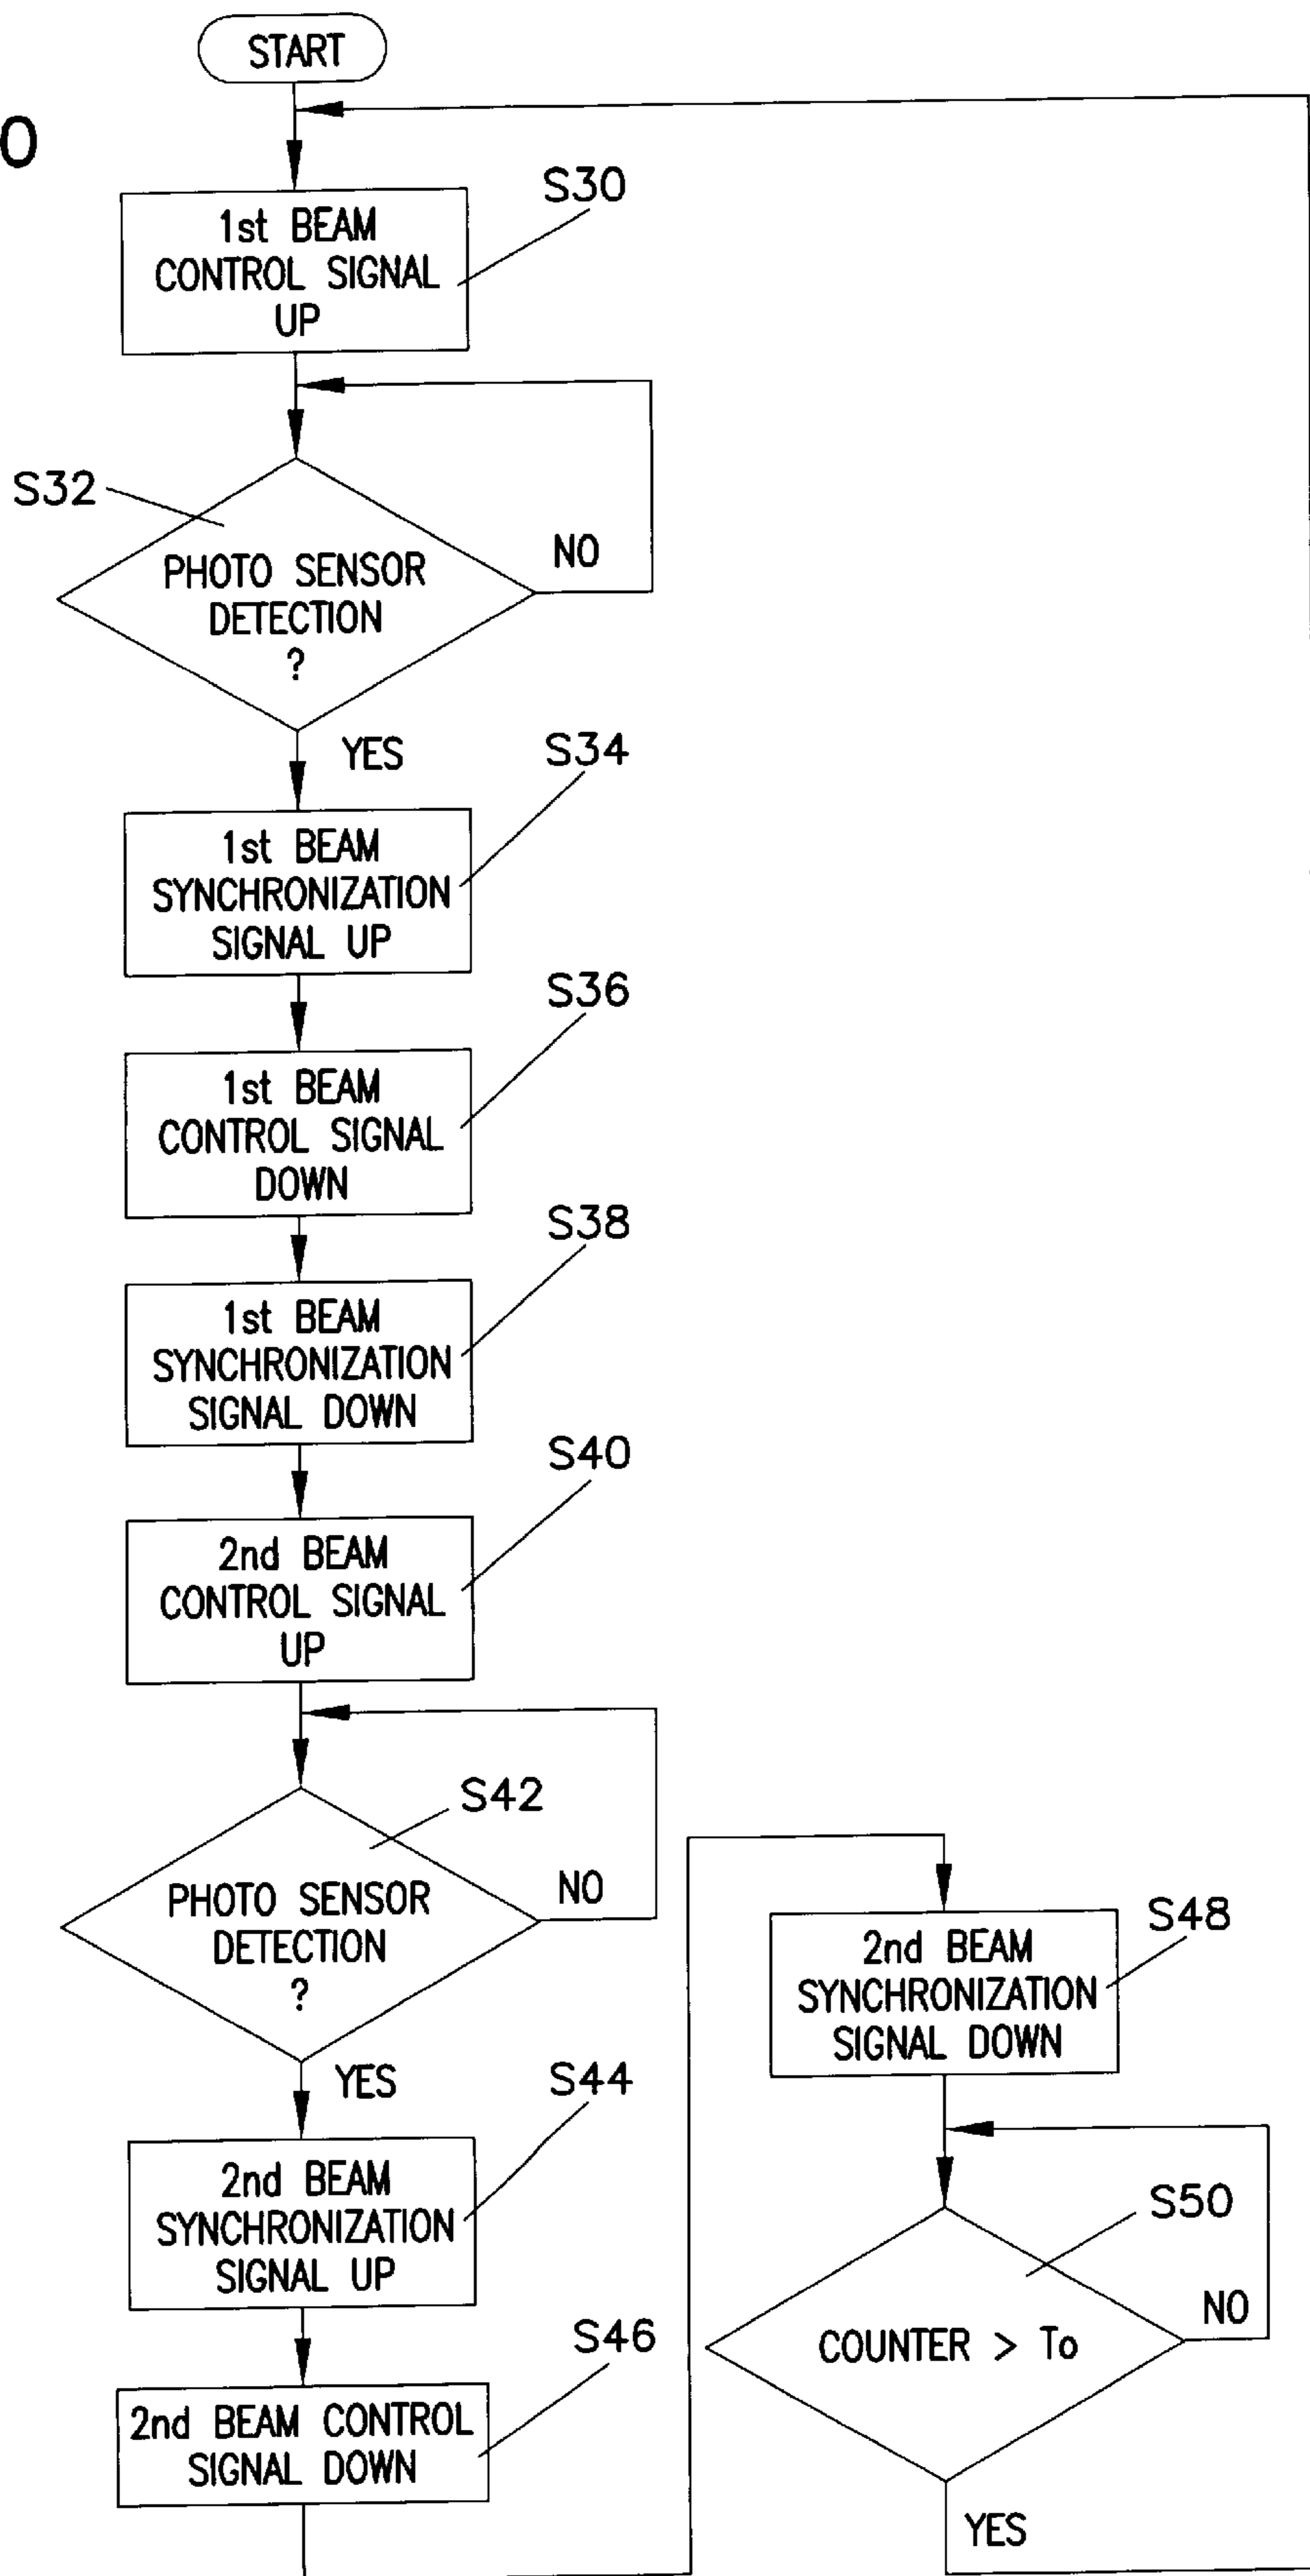 START
0
S30
1st BEAM
CONTROL SIGNAL
UP
S32
PHOTO SENSOR
DETECTION
?
NO
YES
S34
1st BEAM
SYNCHRONIZATION
SIGNAL UP
S36
1st BEAM
CONTROL SIGNAL
DOWN
S38
1st BEAM
SYNCHRONIZATION
SIGNAL DOWN
S40
2nd BEAM
CONTROL SIGNAL
UP
S42
PHOTO SENSOR
DETECTION
?
NO
YES
S44
2nd BEAM
SYNCHRONIZATION
SIGNAL UP
S46
2nd BEAM CONTROL
SIGNAL DOWN
S48
2nd BEAM
SYNCHRONIZATION
SIGNAL DOWN
S50
COUNTER > To
NO
YES